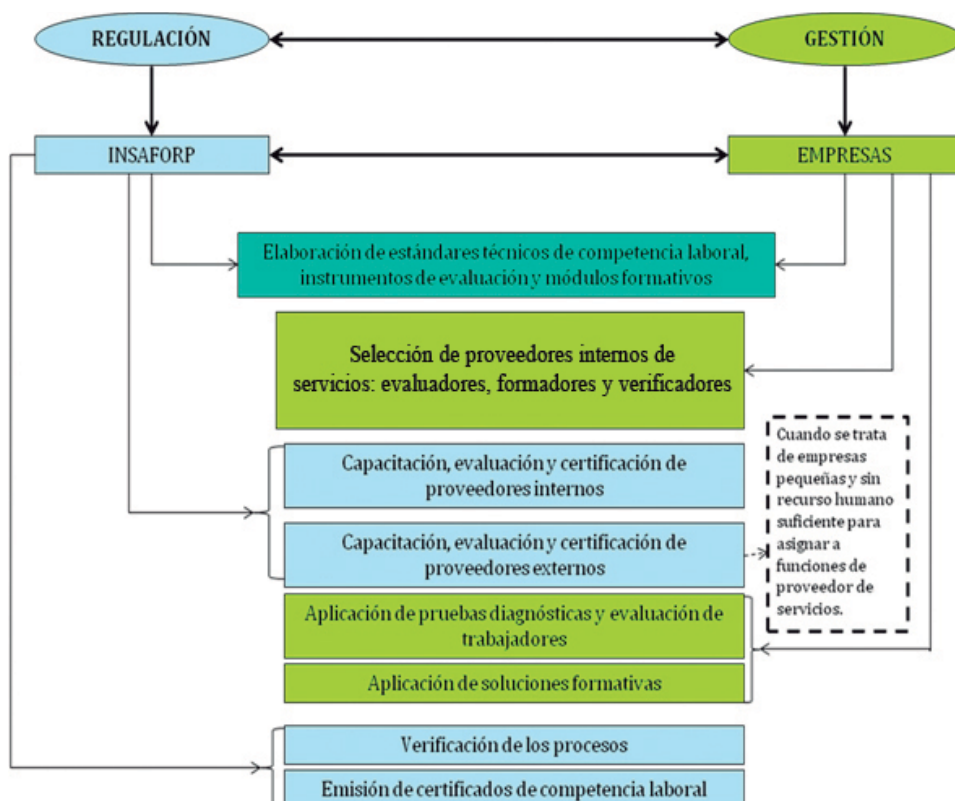 REGULACIÓN
GESTIÓN
INSAFORP
EMPRESAS
Elaboración de estándares técnicos de competencia laboral,
instrumentos de evaluación y módulos formativos
Selección de proveedores internos de
servicios: evaluadores, formadores y verificadores
Cuando se trata
de empresas
pequeñas y sin
recurso humano
suficiente para
asignar a
funciones de
proveedor de
servicios.
Capacitación, evaluación y certificación de
proveedores internos
Capacitación, evaluación y certificación de
proveedores externos
Aplicación de pruebas diagnósticas y evaluación de
trabajadores
Aplicación de soluciones formativas
Verificación de los procesos
Emisión de certificados de competencia laboral